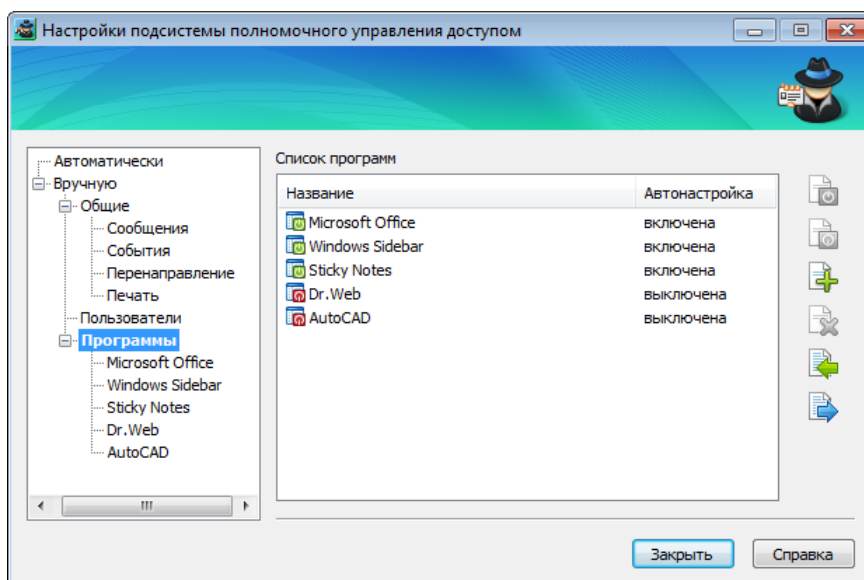 Настройки подсистемы полномочного управления доступом
Автоматически
Вручную
Общие
Сообщения
События
Перенаправление
Печать
Пользователи
Программы
Microsoft Office
Windows Sidebar
Sticky Notes
Dr.Web
AutoCAD
Список программ
Название Автонастройка
Microsoft Office включена
Windows Sidebar включена
Sticky Notes включена
Dr.Web выключена
AutoCAD выключена
Закрыть Справка